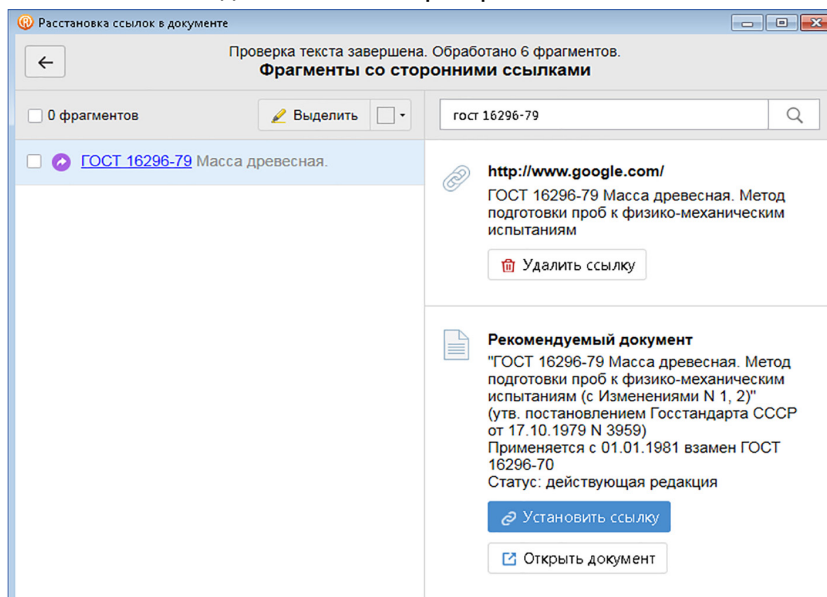 Расстановка ссылок в документе
Проверка текста завершена. Обработано 6 фрагментов.
Фрагменты со сторонними ссылками
0 фрагментов
Выделить
гост 16296-79
ГОСТ 16296-79 Масса древесная.
http://www.google.com/
ГОСТ 16296-79 Масса древесная. Метод
подготовки проб к физико-механическим
испытаниям
Удалить ссылку
Рекомендуемый документ
"ГОСТ 16296-79 Масса древесная. Метод
подготовки проб к физико-механическим
испытаниям (с Изменениями N 1, 2)"
(утв. постановлением Госстандарта СССР
от 17.10.1979 N 3959)
Применяется с 01.01.1981 взамен ГОСТ
16296-70
Статус: действующая редакция
Установить ссылку
Открыть документ